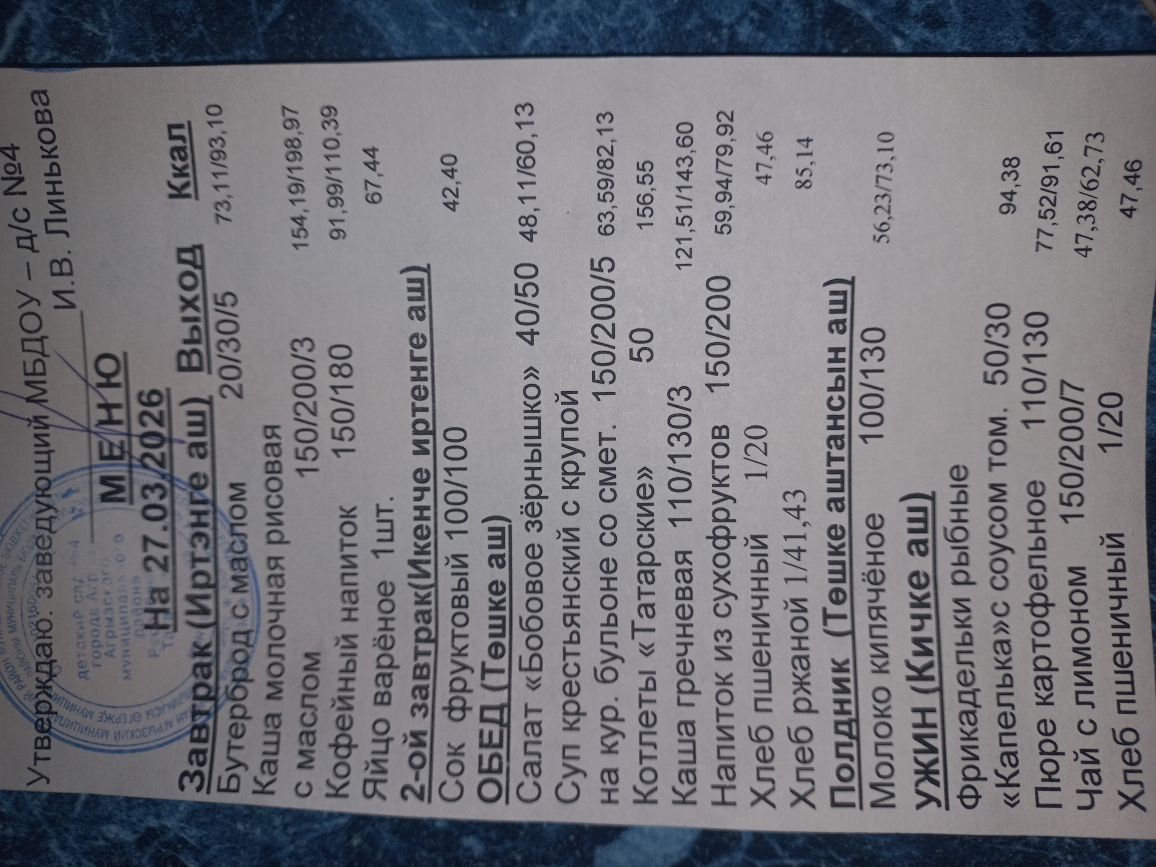 Утверждаю: заведующий МБДОУ – д/с №4
И.В. Линькова
М Е Н Ю
На 27.03.2026
Завтрак (Иртэнге аш) Выход Ккал
Бутерброд с маслом 20/30/5 73,11/93,10
Каша молочная рисовая
с маслом 150/200/3 154,19/198,97
Кофейный напиток 150/180 91,99/110,39
Яйцо варёное 1шт. 67,44
2-ой завтрак(Икенче иртенге аш)
Сок фруктовый 100/100 42,40
ОБЕД (Төшке аш)
Салат «Бобовое зёрнышко» 40/50 48,11/60,13
Суп крестьянский с крупой
на кур. бульоне со смет. 150/200/5 63,59/82,13
Котлеты «Татарские» 50 156,55
Каша гречневая 110/130/3 121,51/143,60
Напиток из сухофруктов 150/200 59,94/79,92
Хлеб пшеничный 1/20 47,46
Хлеб ржаной 1/41,43 85,14
Полдник (Төшке аштансын аш)
Молоко кипячёное 100/130 56,23/73,10
УЖИН (Кичке аш)
Фрикадельки рыбные
«Капелька»с соусом том. 50/30 94,38
Пюре картофельное 110/130 77,52/91,61
Чай с лимоном 150/200/7 47,38/62,73
Хлеб пшеничный 1/20 47,46